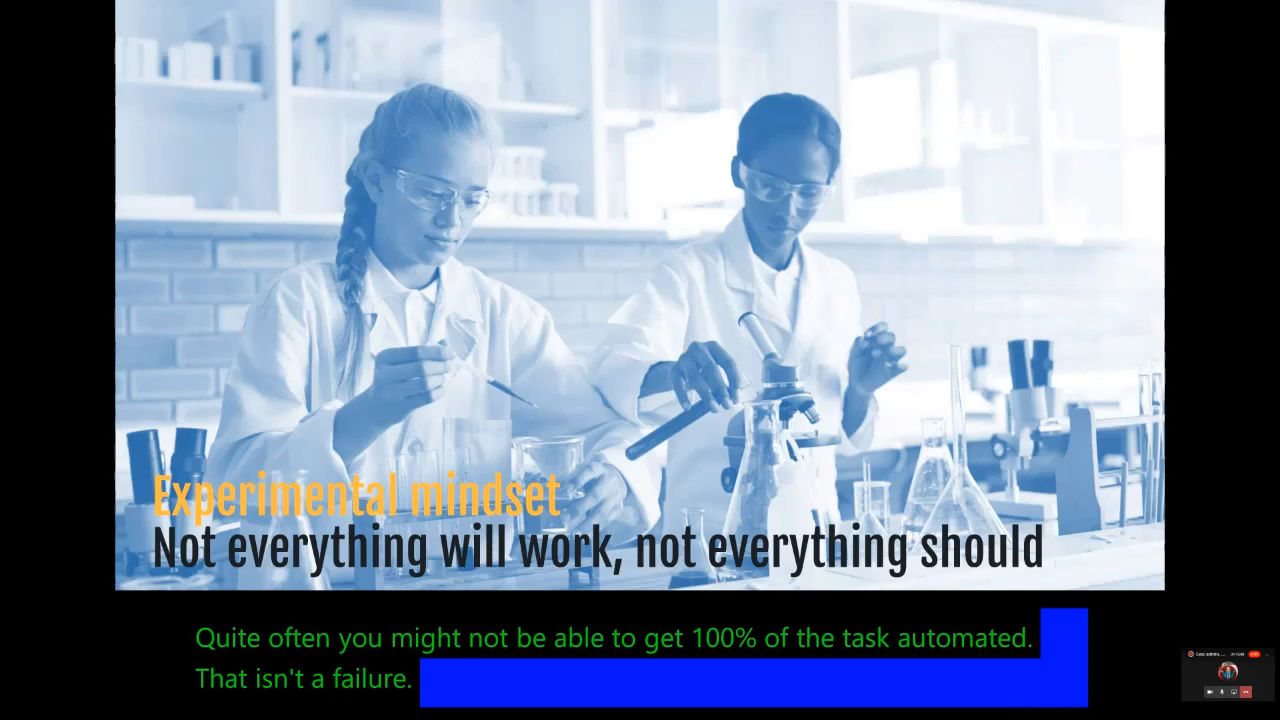 Experimental mindset
Not everything will work, not everything should
Quite often you might not be able to get 100% of the task automated.
That isn't a failure.